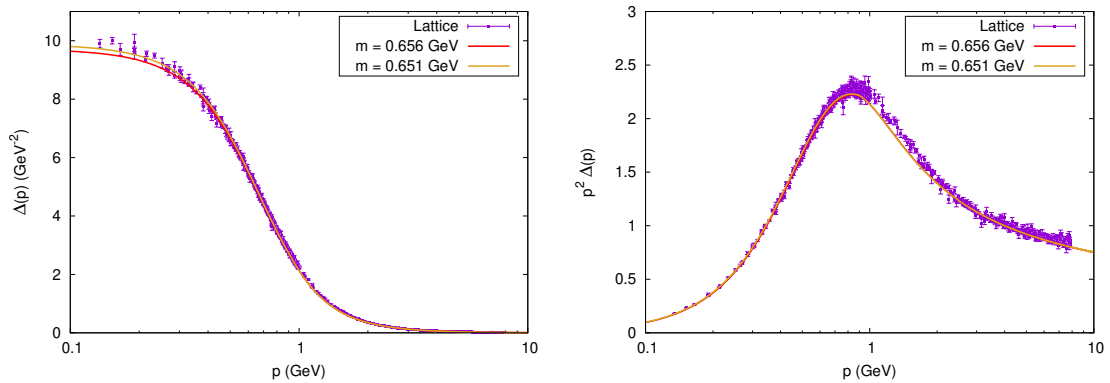 Δ(p) (GeV⁻²)
10
8
6
4
2
0
0.1
1
10
p (GeV)
Lattice
m = 0.656 GeV
m = 0.651 GeV
p² Δ(p)
3
2.5
2
1.5
1
0.5
0
0.1
1
10
p (GeV)
Lattice
m = 0.656 GeV
m = 0.651 GeV